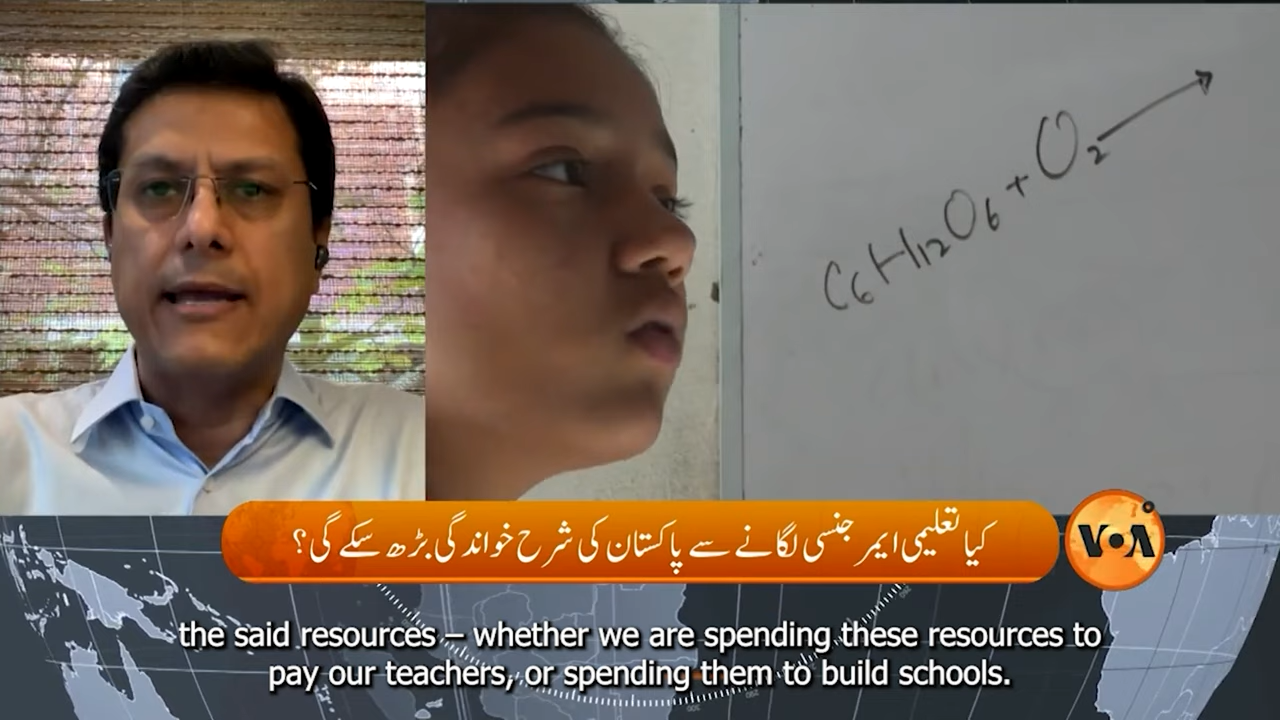 C6H12O6 + O2 →
کیا تعلیمی ایمرجنسی لگانے سے پاکستان کی شرح خواندگی بڑھ سکے گی؟
VOA
the said resources – whether we are spending these resources to
pay our teachers, or spending them to build schools.